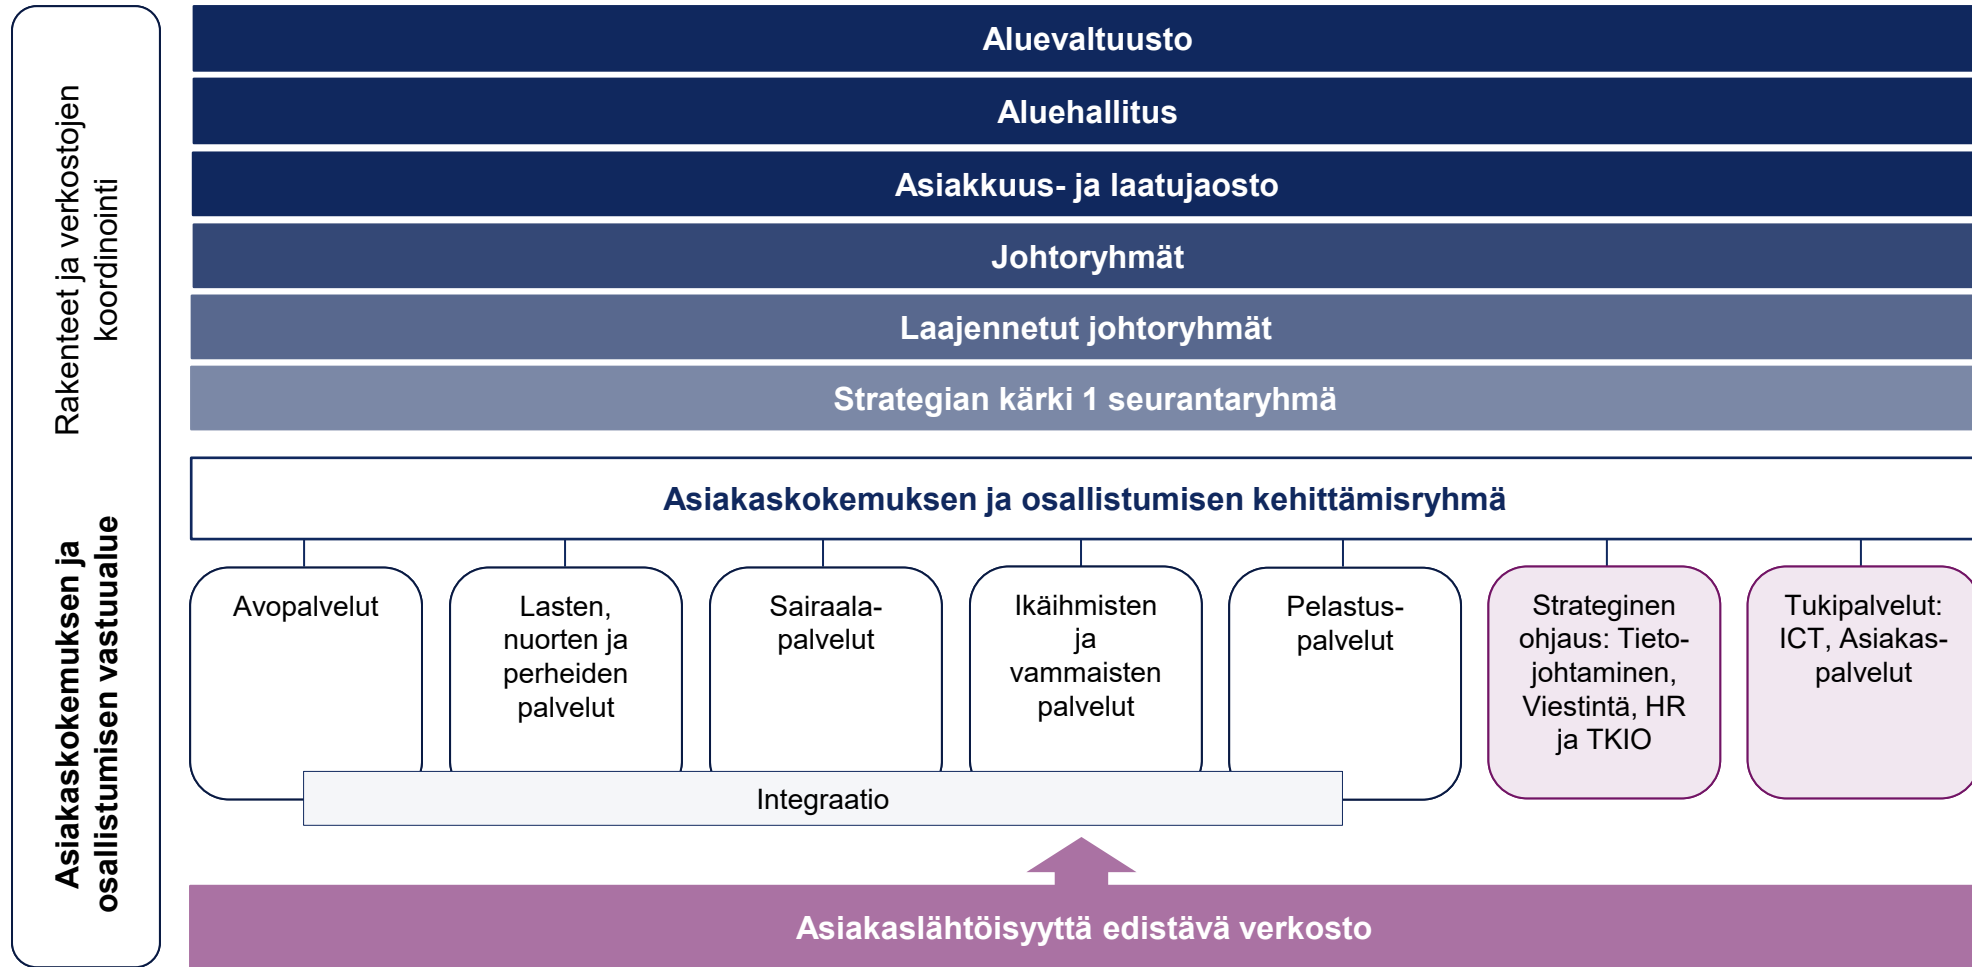 Rakenteet ja verkostojen
koordinointi
Asiakaskokemuksen ja
osallistumisen vastuualue
Aluevaltuusto
Aluehallitus
Asiakkuus- ja laatujaosto
Johtoryhmät
Laajennetut johtoryhmät
Strategian kärki 1 seurantaryhmä
Asiakaskokemuksen ja osallistumisen kehittämisryhmä
Avopalvelut
Lasten,
nuorten ja
perheiden
palvelut
Sairaala-
palvelut
Ikäihmisten
ja
vammaisten
palvelut
Pelastus-
palvelut
Strateginen
ohjaus: Tieto-
johtaminen,
Viestintä, HR
ja TKIO
Tukipalvelut:
ICT, Asiakas-
palvelut
Integraatio
Asiakaslähtöisyyttä edistävä verkosto